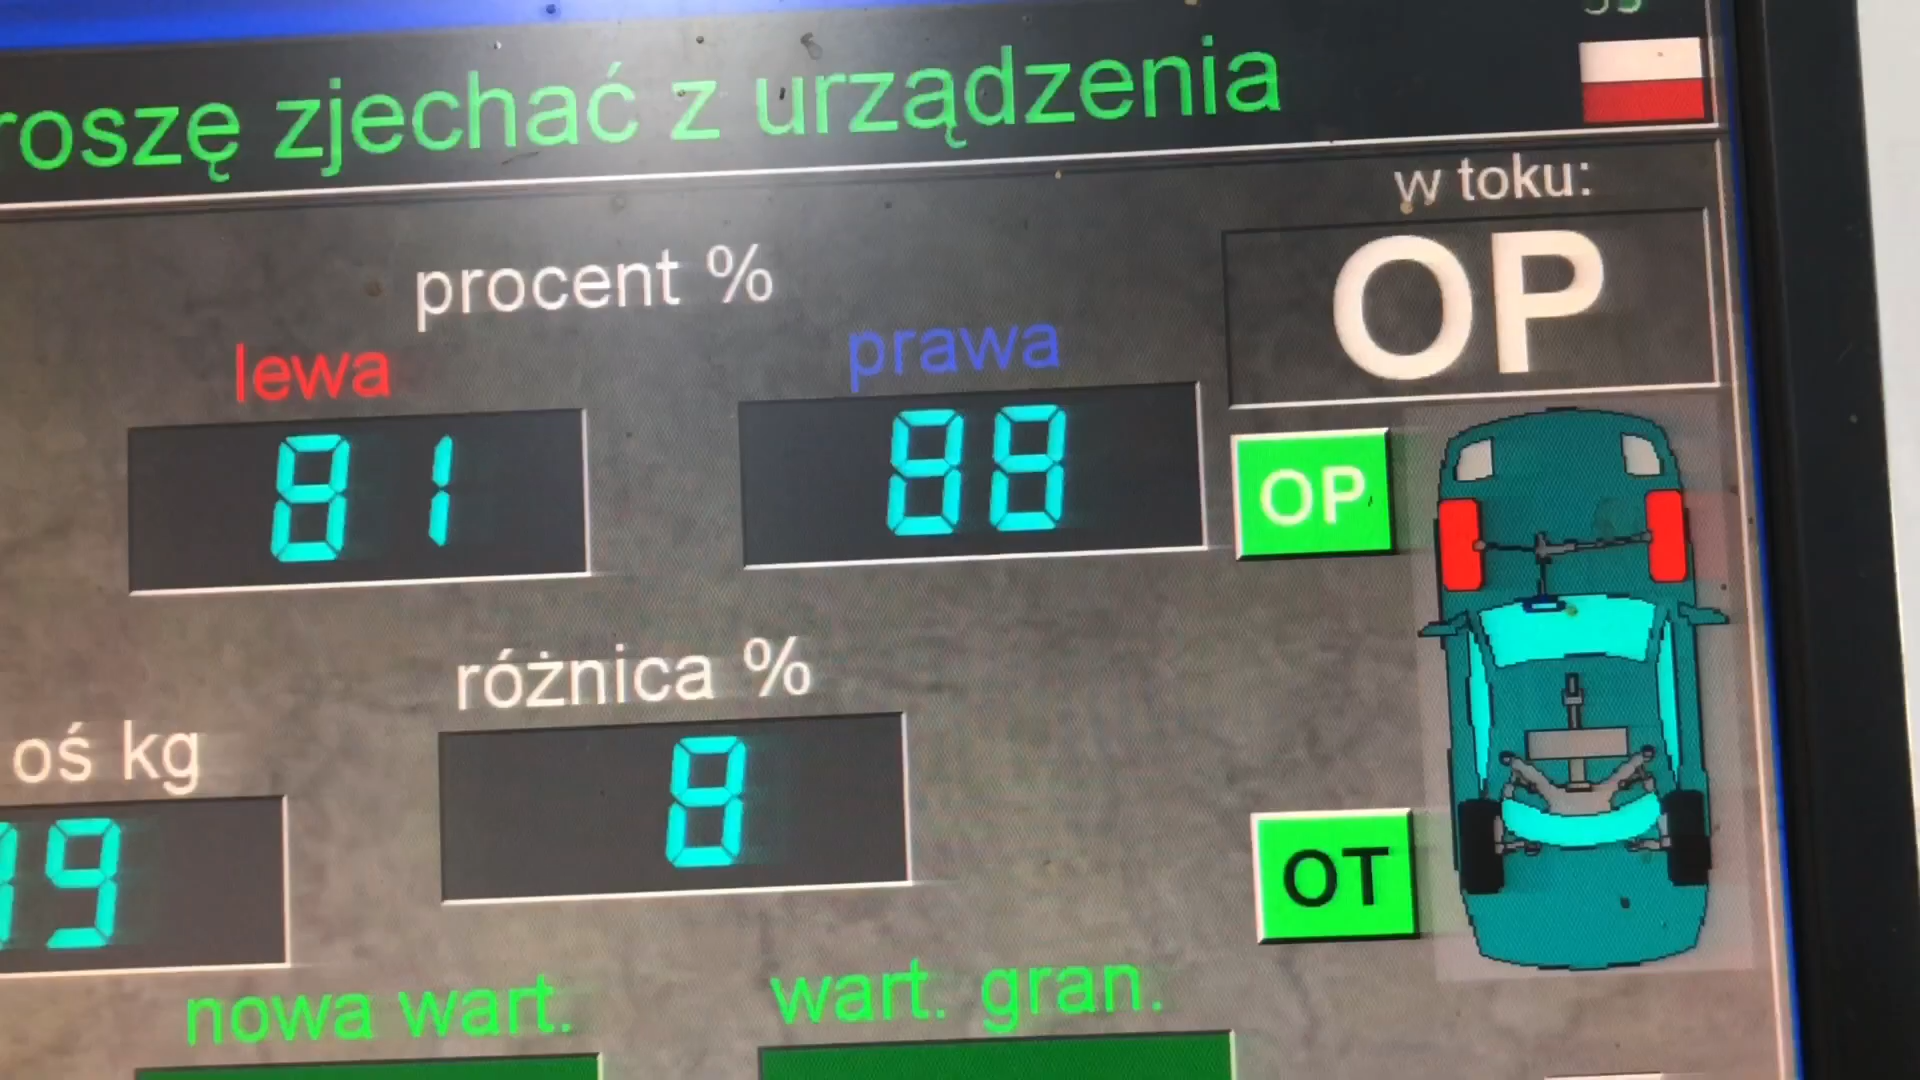 roszę zjechać z urządzenia
w toku:
OP
procent %
lewa prawa
81 88
OP
różnica %
oś kg
8
99
OT
nowa wart. wart. gran.